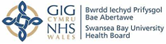 GIG
CYMRU
NHS
WALES
Bwrdd Iechyd Prifysgol
Bae Abertawe
Swansea Bay University
Health Board